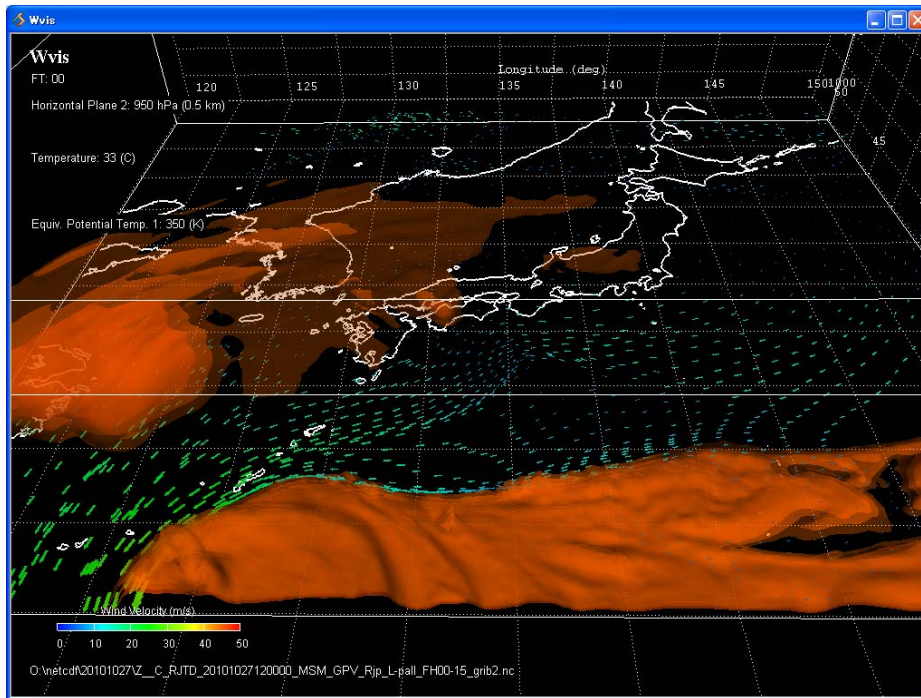 Wvis
Wvis
FT: 00
Longitude (deg)
120 125 130 135 140 145 150 1000
50
Horizontal Plane 2: 950 hPa (0.5 km)
45
Temperature: 33 (C)
Equiv. Potential Temp. 1: 350 (K)
Wind Velocity (m/s)
0 10 20 30 40 50
O:\netcdf\20101027\Z__C_RJTD_20101027120000_MSM_GPV_Rjp_L-pall_FH00-15_grib2.nc